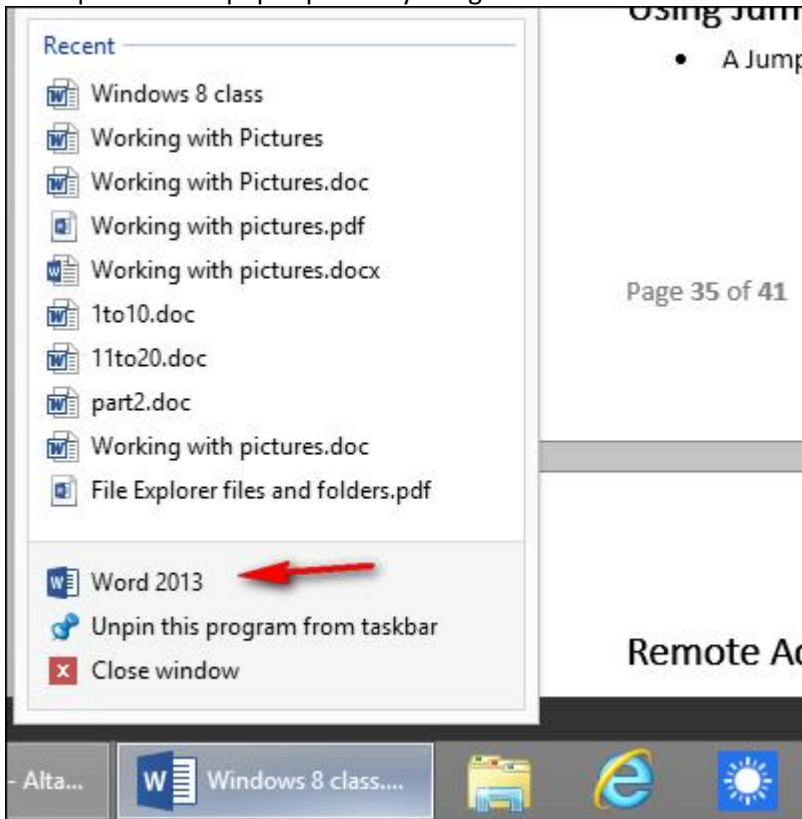 Using Jum
Recent
• A Jump
Windows 8 class
Working with Pictures
Working with Pictures.doc
Working with pictures.pdf
Working with pictures.docx
1to10.doc
Page 35 of 41
11to20.doc
part2.doc
Working with pictures.doc
File Explorer files and folders.pdf
Word 2013
Unpin this program from taskbar
Remote Ac
Close window
- Alta...
Windows 8 class....